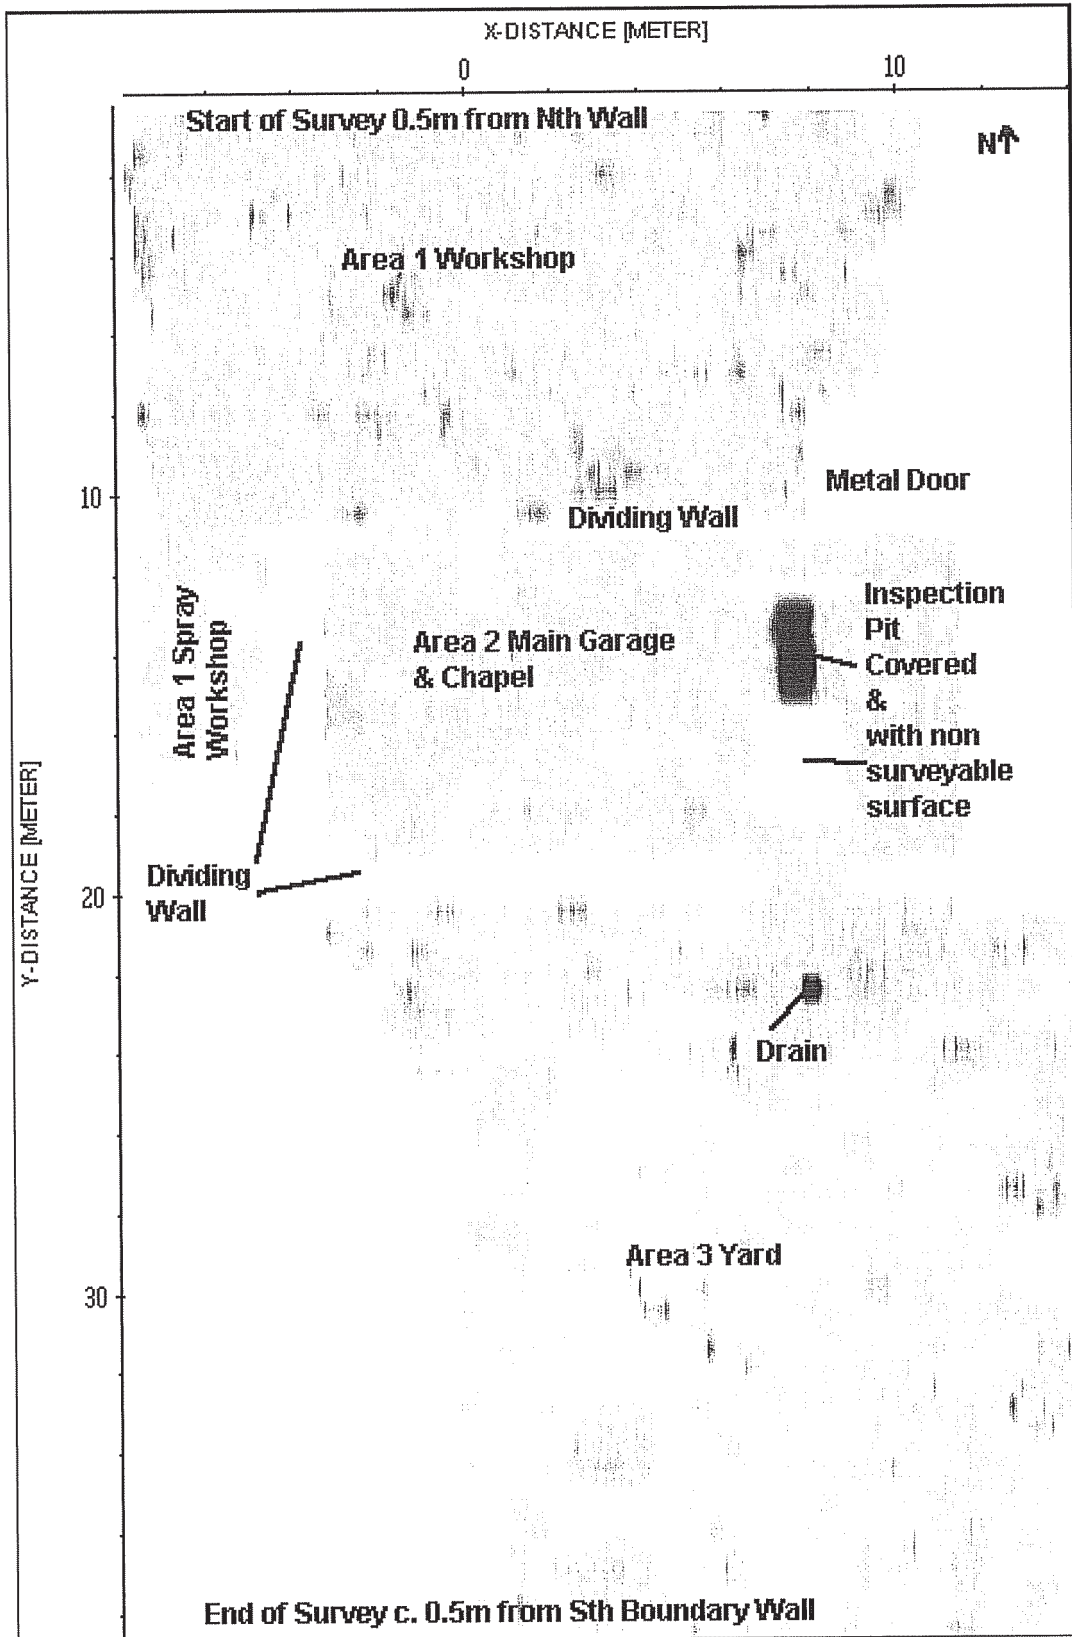 X-DISTANCE [METER]
0
10
Start of Survey 0.5m from Nth Wall
N
Area 1 Workshop
Metal Door
10
Dividing Wall
Inspection
Pit
Covered
&
with non
surveyable
surface
Area 1 Spray
Workshop
Area 2 Main Garage
& Chapel
Y-DISTANCE [METER]
Dividing
Wall
20
Drain
Area 3 Yard
30
End of Survey c. 0.5m from Sth Boundary Wall